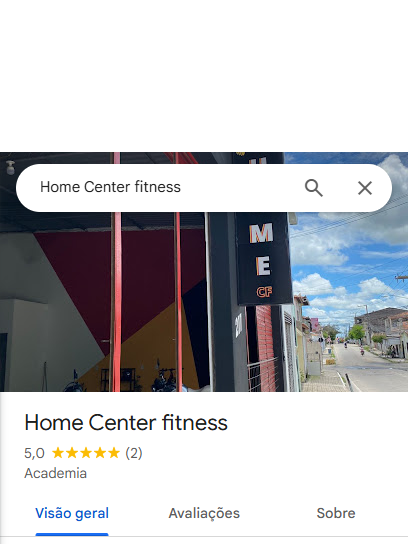 Home Center fitness
M
E
CF
Home Center fitness
5,0 ★★★★★ (2)
Academia
Visão geral Avaliações Sobre